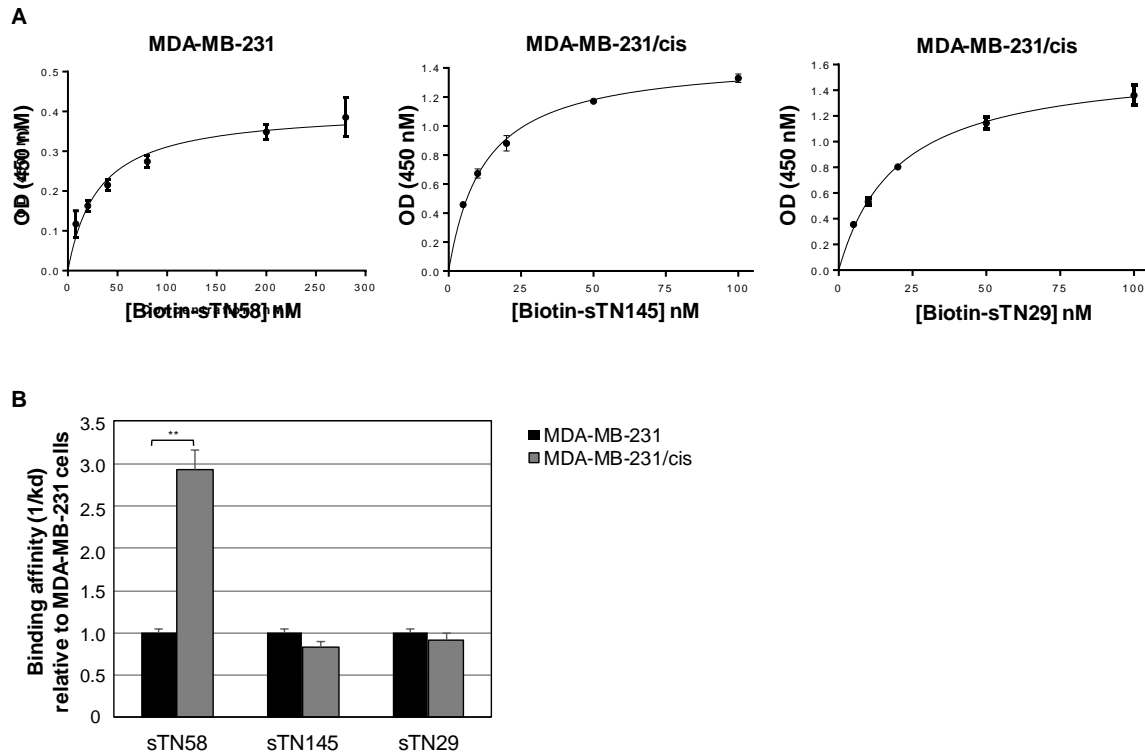 A
MDA-MB-231
OD (450 nM)
0.5
0.4
0.3
0.2
0.1
0.0
0 50 100 150 200 250 300
[Biotin-sTN58] nM
MDA-MB-231/cis
OD (450 nM)
1.4
1.2
1.0
0.8
0.6
0.4
0.2
0.0
0 25 50 75 100
[Biotin-sTN145] nM
MDA-MB-231/cis
OD (450 nM)
1.6
1.4
1.2
1.0
0.8
0.6
0.4
0.2
0.0
0 25 50 75 100
[Biotin-sTN29] nM
B
Binding affinity (1/kd)
relative to MDA-MB-231 cells
3.5
3.0
2.5
2.0
1.5
1.0
0.5
0
**
sTN58 sTN145 sTN29
MDA-MB-231
MDA-MB-231/cis